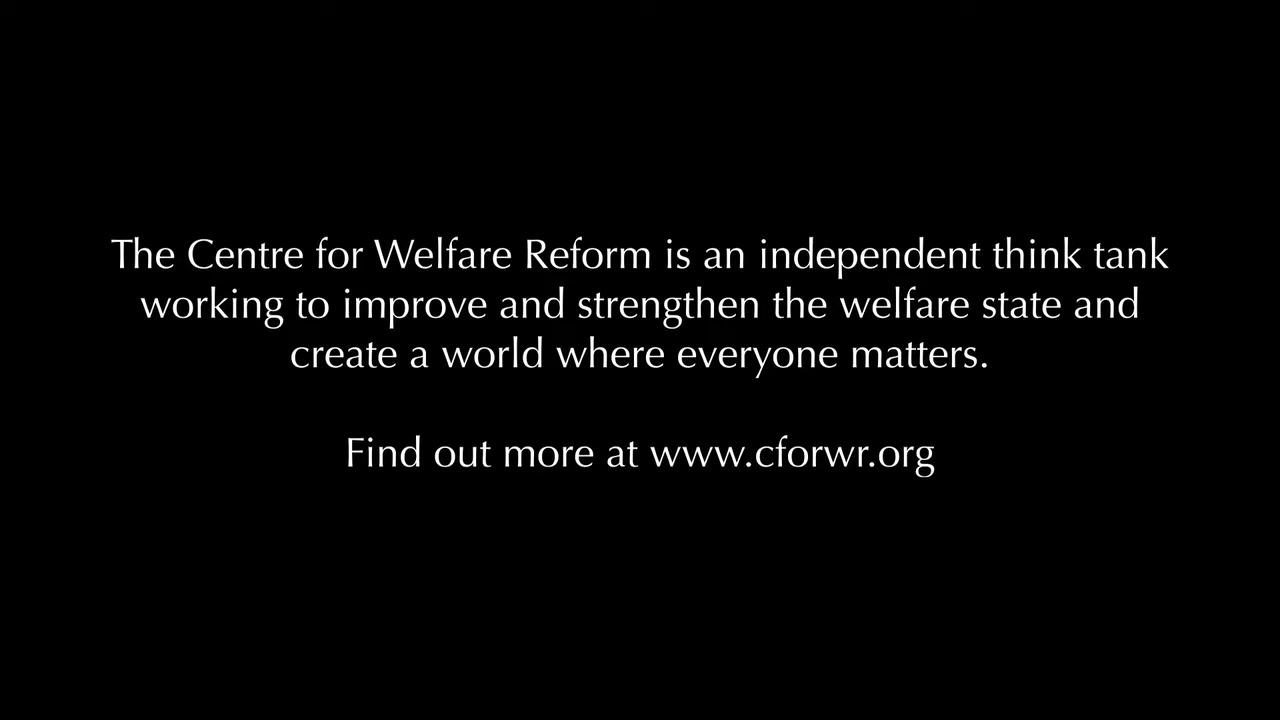 The Centre for Welfare Reform is an independent think tank
working to improve and strengthen the welfare state and
create a world where everyone matters.
Find out more at www.cforwr.org